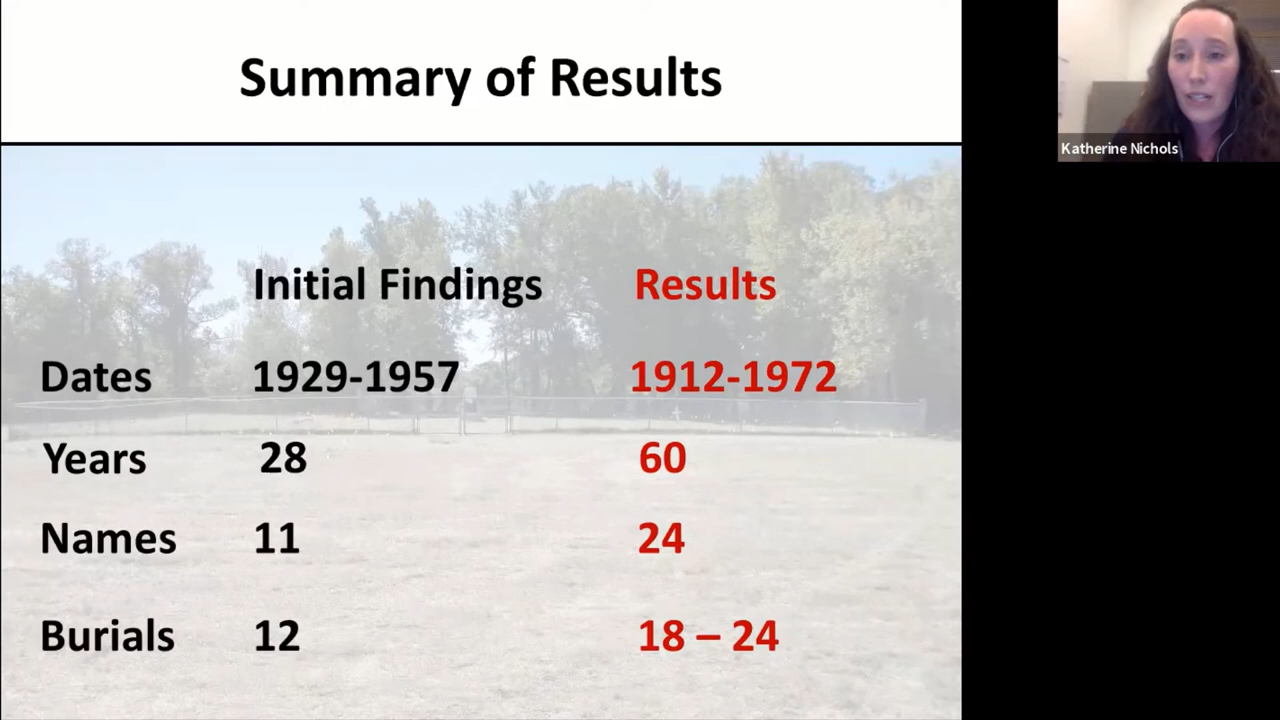 Summary of Results
Katherine Nichols
Initial Findings Results
Dates 1929-1957 1912-1972
Years 28 60
Names 11 24
Burials 12 18 – 24